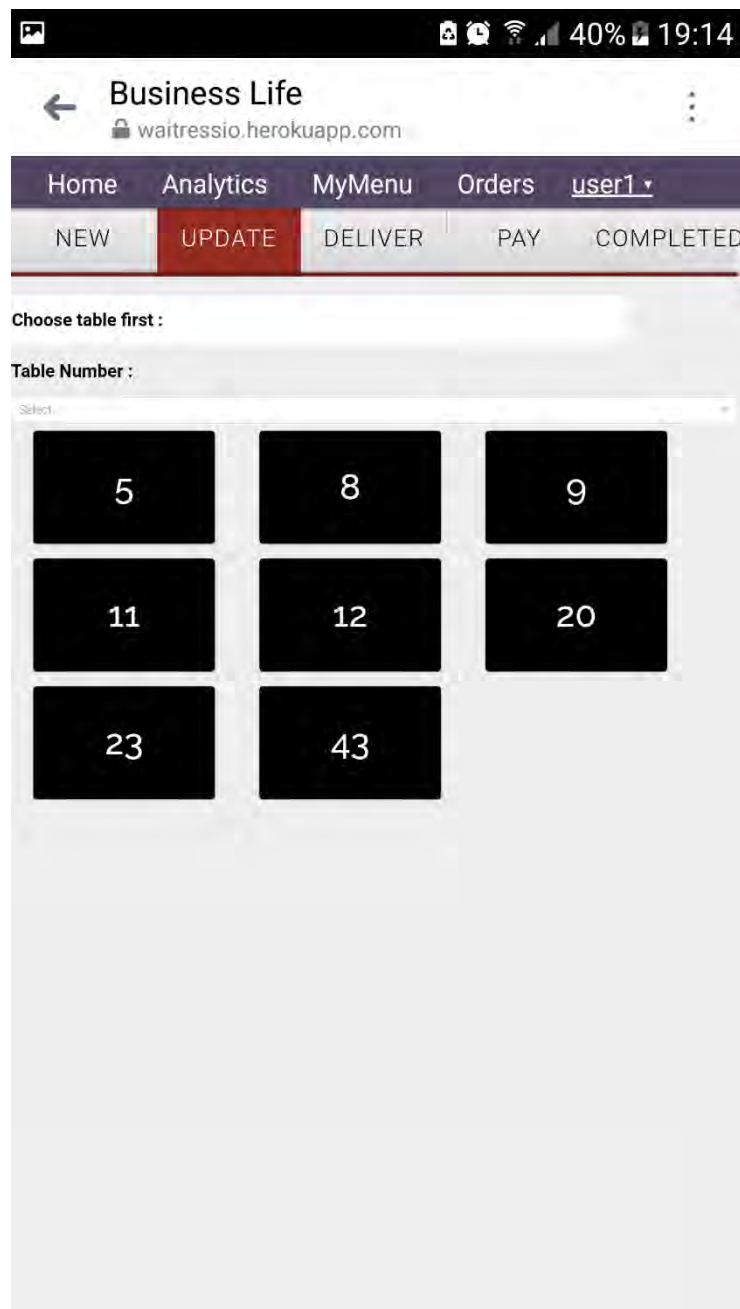 40% 19:14
Business Life
waitressio.herokuapp.com
Home Analytics MyMenu Orders user1
NEW UPDATE DELIVER PAY COMPLETED
Choose table first :
Table Number :
Select
5 8 9
11 12 20
23 43